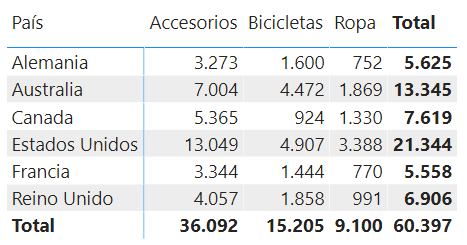 País Accesorios Bicicletas Ropa Total
Alemania 3.273 1.600 752 5.625
Australia 7.004 4.472 1.869 13.345
Canada 5.365 924 1.330 7.619
Estados Unidos 13.049 4.907 3.388 21.344
Francia 3.344 1.444 770 5.558
Reino Unido 4.057 1.858 991 6.906
Total 36.092 15.205 9.100 60.397